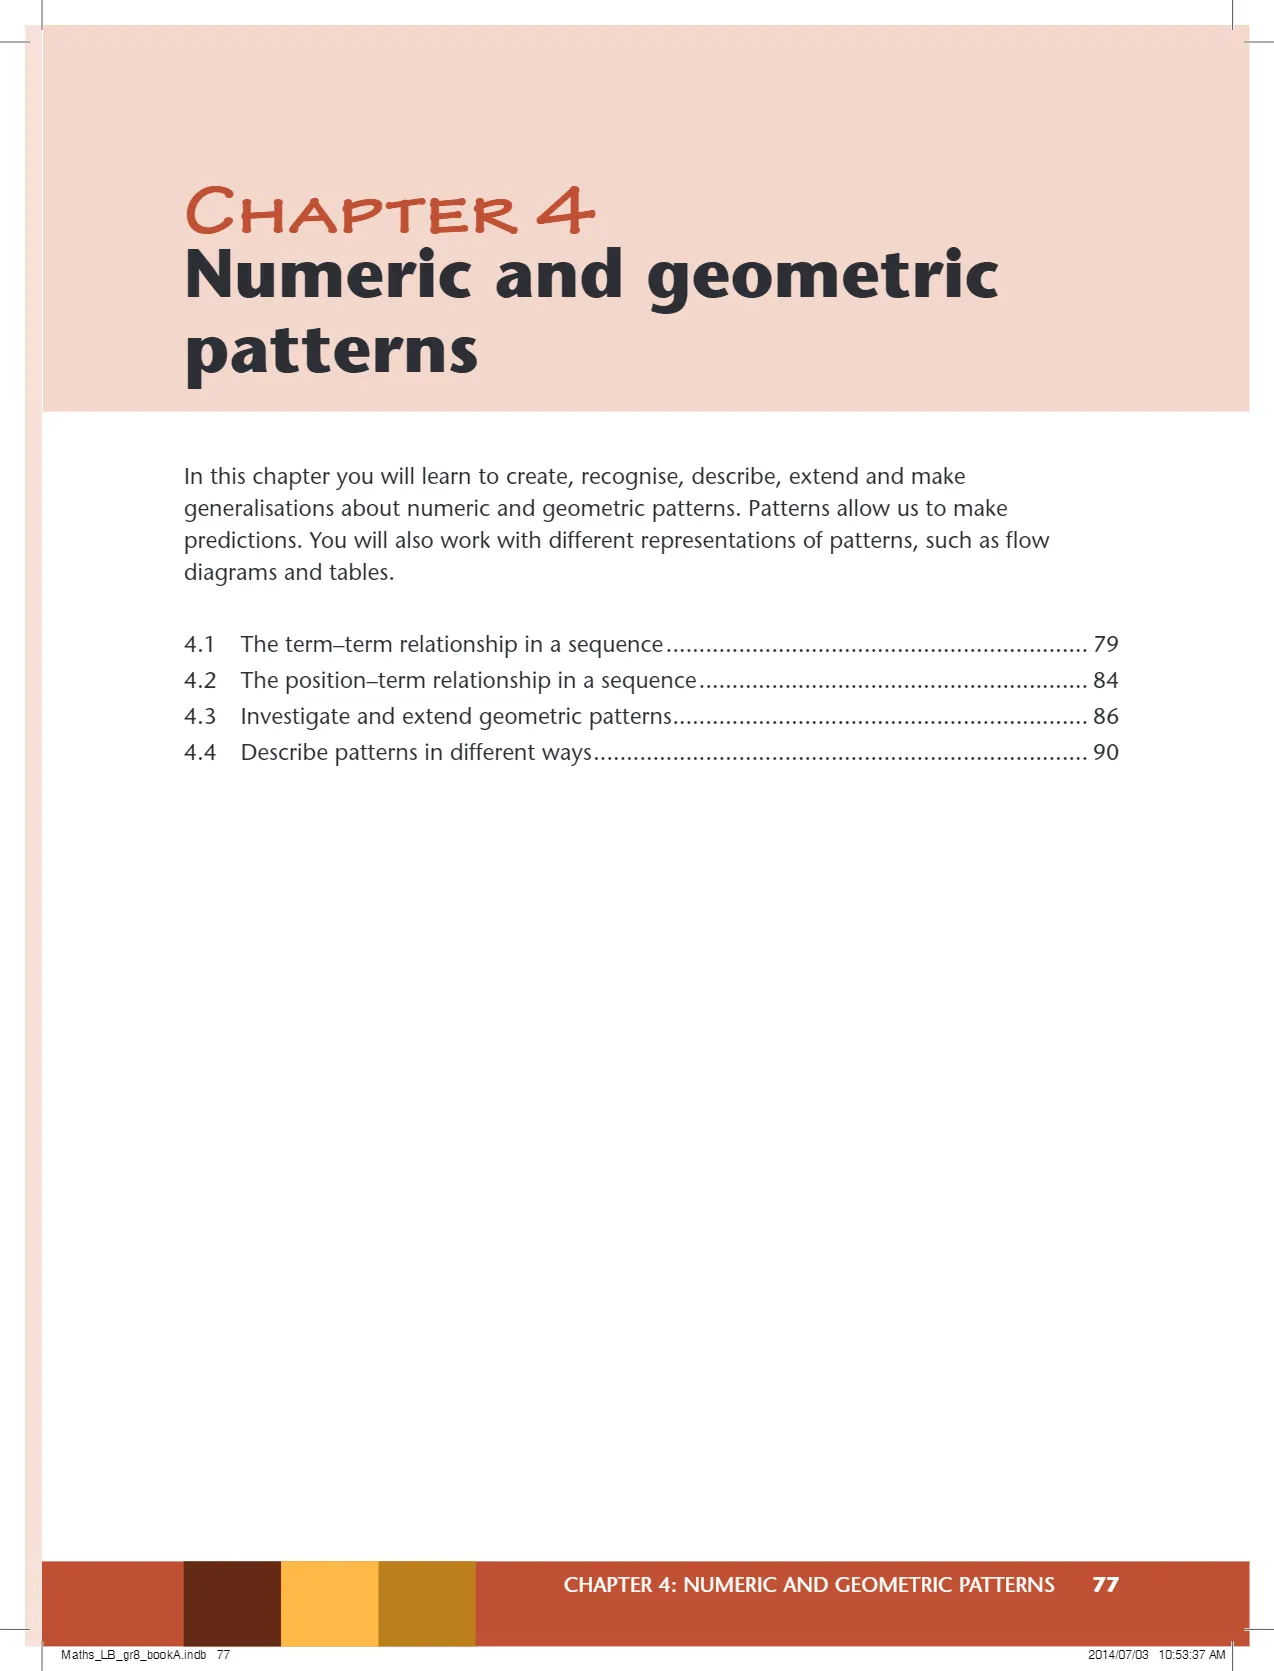 CHAPTER 4
Numeric and geometric
patterns
In this chapter you will learn to create, recognise, describe, extend and make
generalisations about numeric and geometric patterns. Patterns allow us to make
predictions. You will also work with different representations of patterns, such as flow
diagrams and tables.
4.1 The term–term relationship in a sequence................................................................ 79
4.2 The position–term relationship in a sequence........................................................... 84
4.3 Investigate and extend geometric patterns............................................................... 86
4.4 Describe patterns in different ways........................................................................... 90
CHAPTER 4: NUMERIC AND GEOMETRIC PATTERNS 77
Maths_LB_gr8_bookA.indb 77 2014/07/03 10:53:37 AM